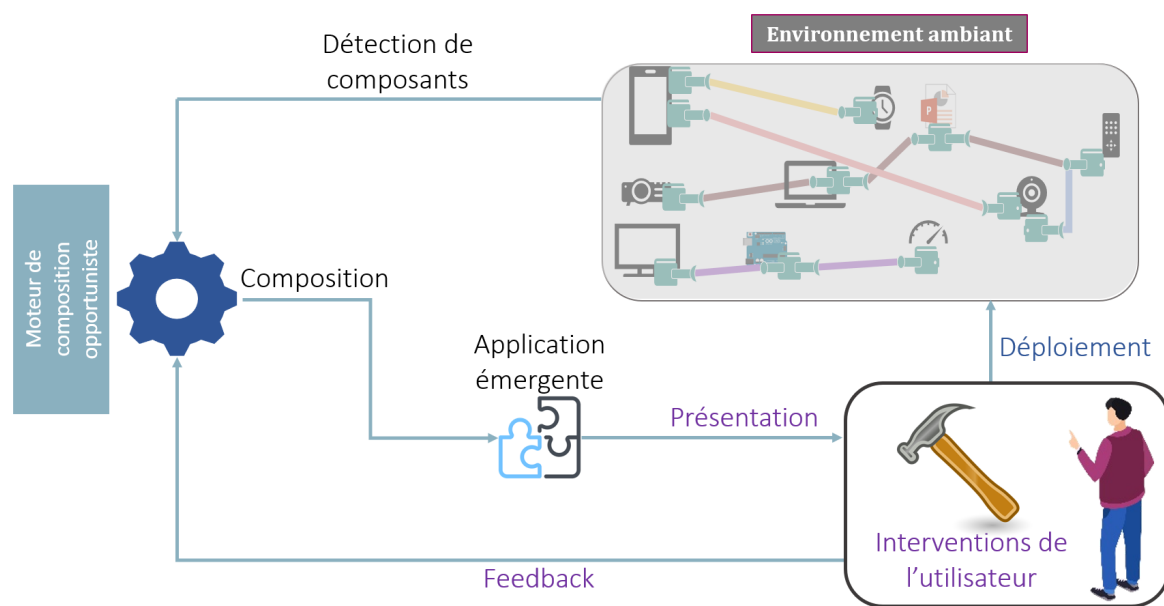 Environnement ambiant
Détection de
composants
P
Moteur de
composition
opportuniste
Composition
Application
émergente
Déploiement
Présentation
Interventions de
l’utilisateur
Feedback